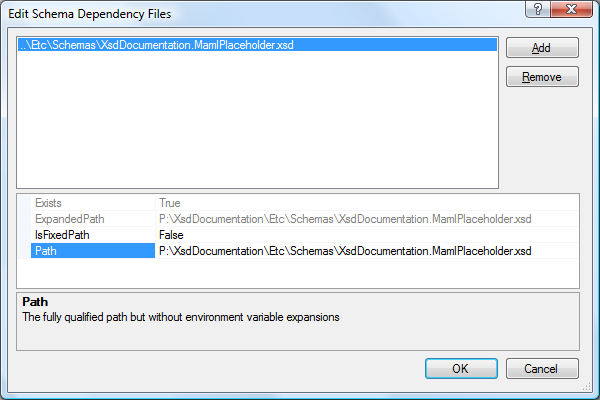 Edit Schema Dependency Files
?
..\Etc\Schemas\XsdDocumentation.MamlPlaceholder.xsd
Add
Remove
Exists True
ExpandedPath P:\XsdDocumentation\Etc\Schemas\XsdDocumentation.MamlPlaceholder.xsd
IsFixedPath False
Path P:\XsdDocumentation\Etc\Schemas\XsdDocumentation.MamlPlaceholder.xsd
Path
The fully qualified path but without environment variable expansions
OK Cancel